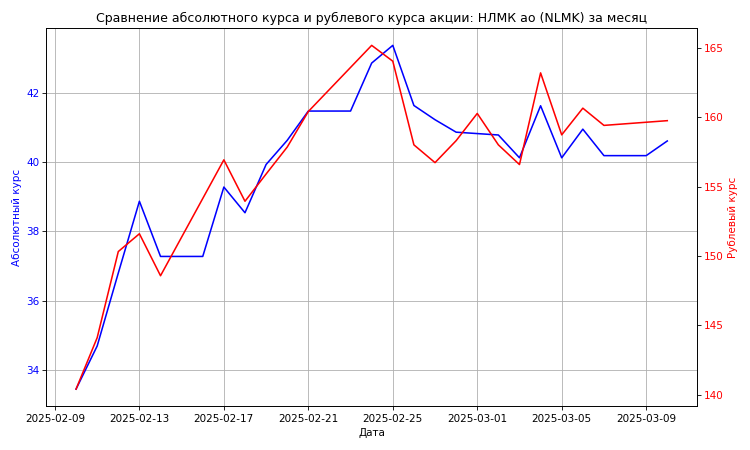 Сравнение абсолютного курса и рублевого курса акции: НЛМК ао (NLMK) за месяц
42
40
38
36
34
Абсолютный курс
165
160
155
150
145
140
Рублевый курс
2025-02-09 2025-02-13 2025-02-17 2025-02-21 2025-02-25 2025-03-01 2025-03-05 2025-03-09
Дата